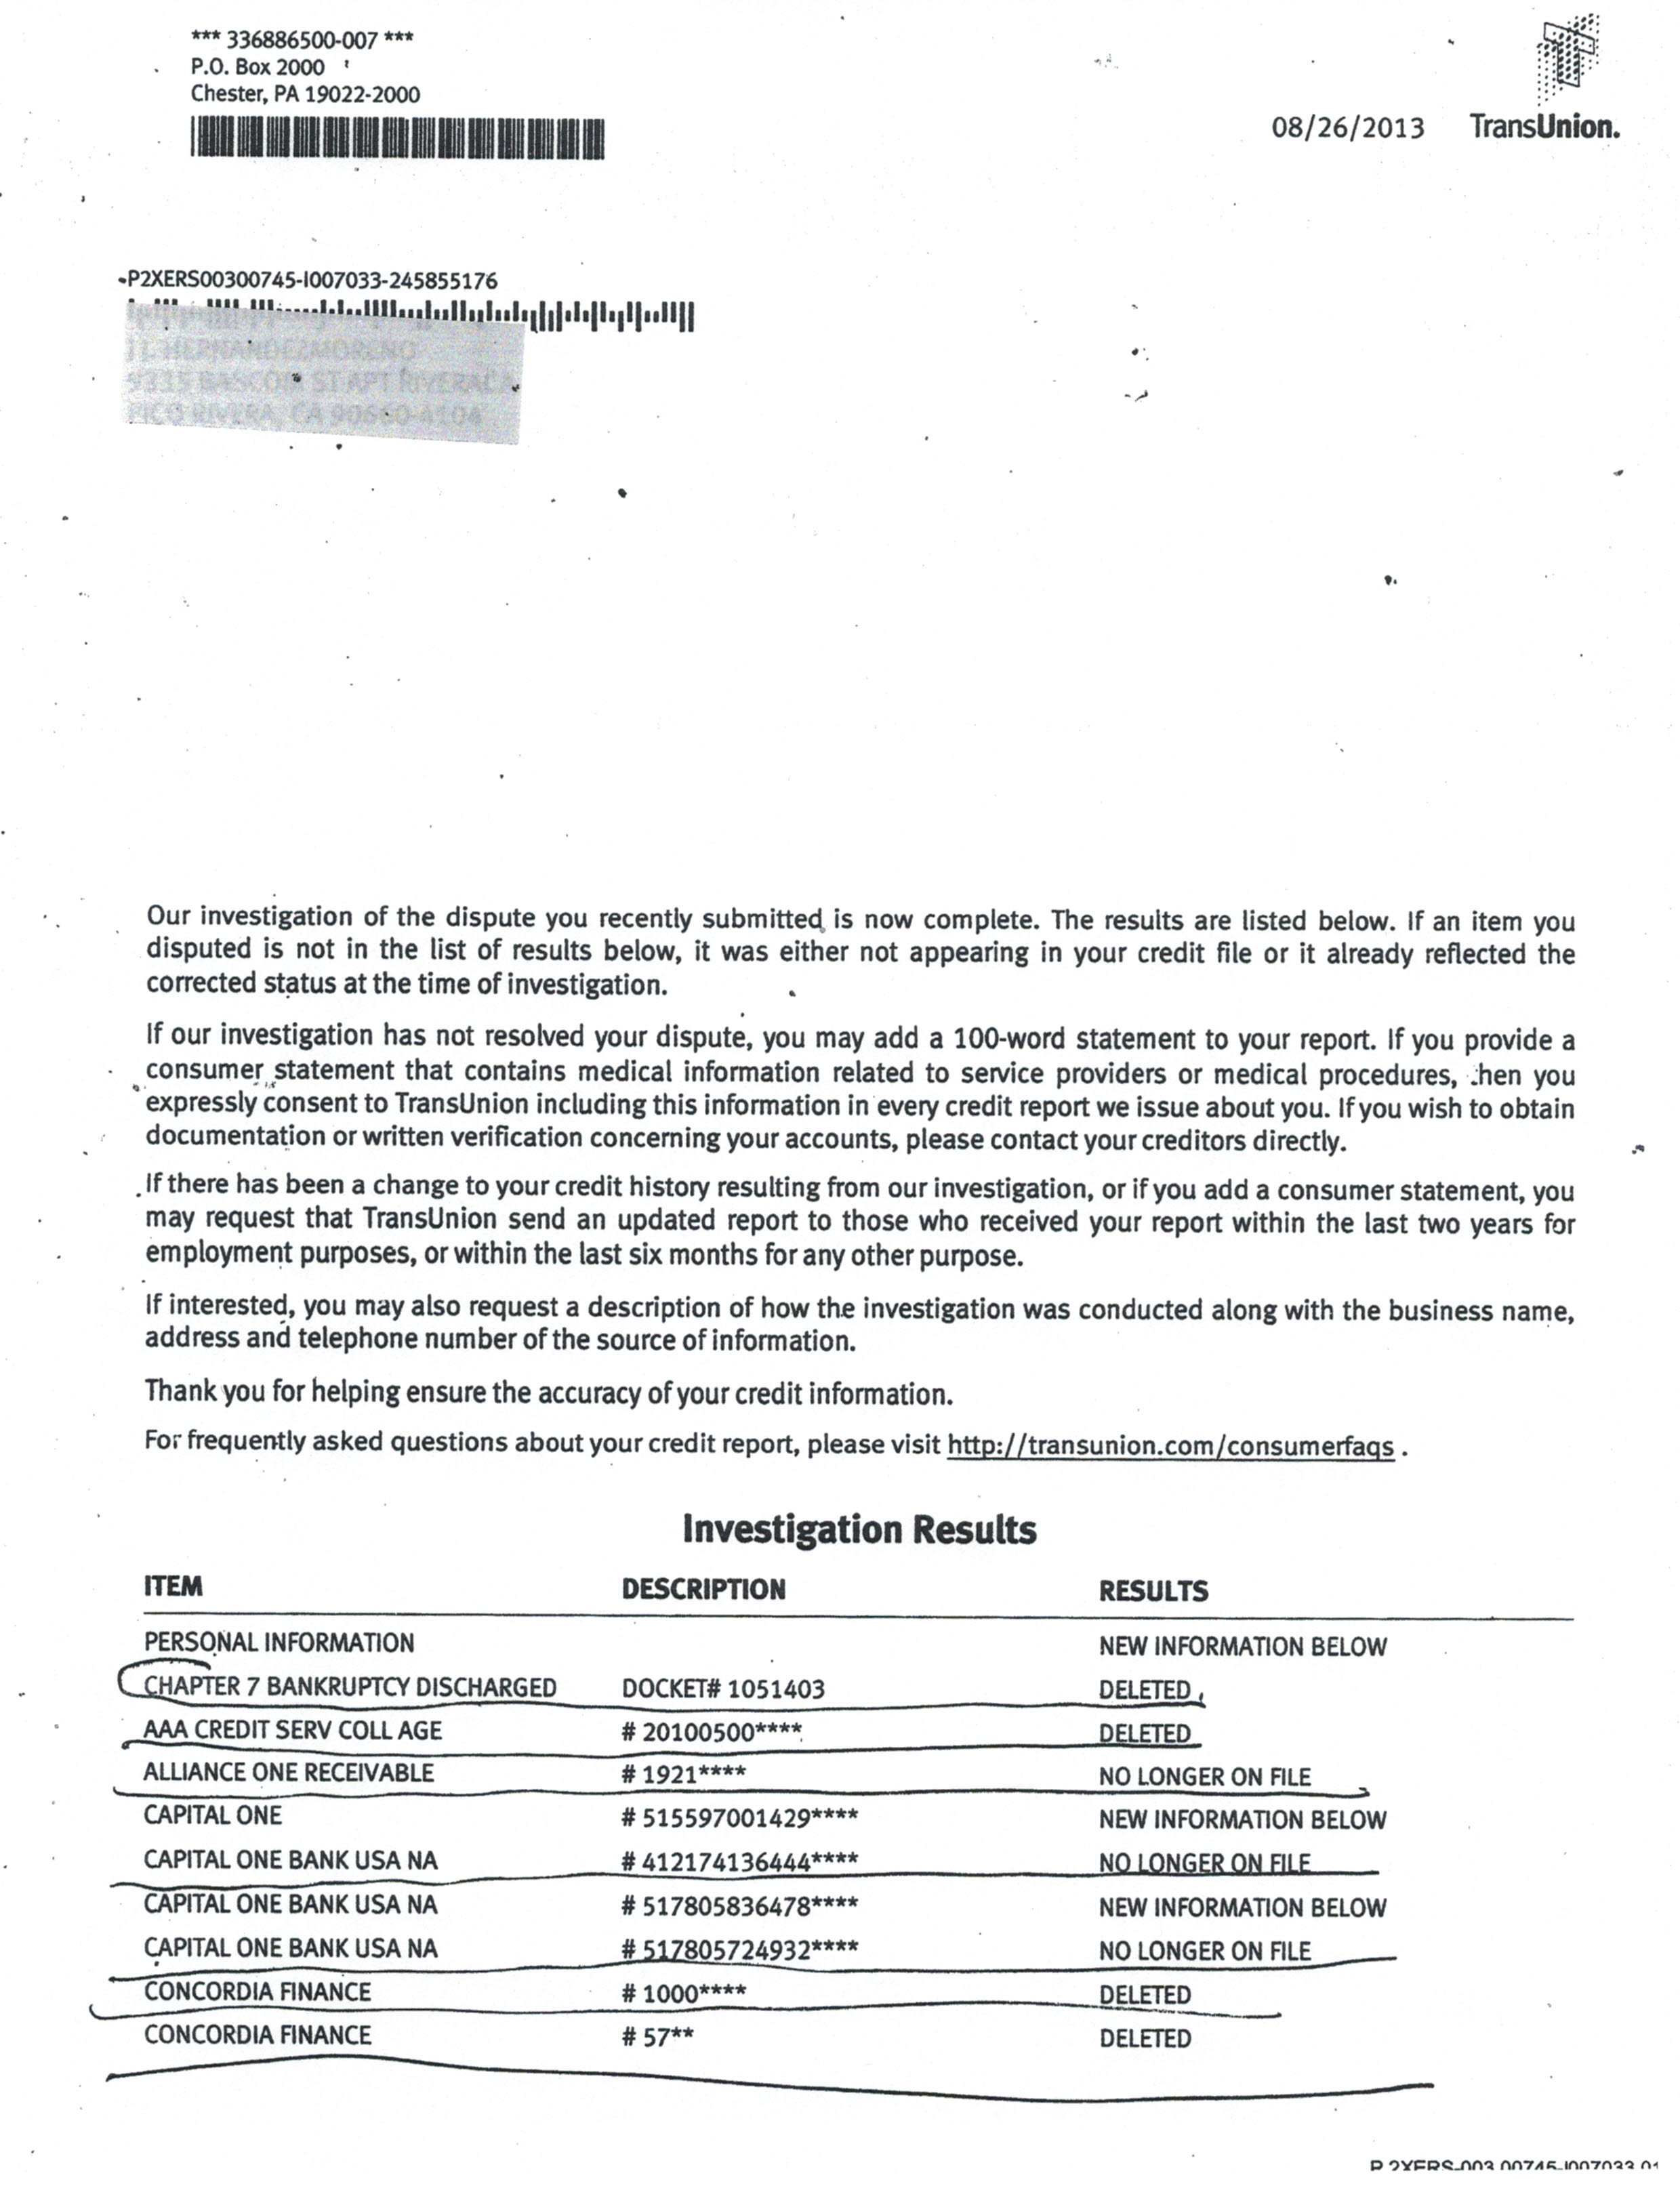 *** 336886500-007 ***
P.O. Box 2000
Chester, PA 19022-2000
08/26/2013 TransUnion.
P2XERS00300745-I007033-245855176
HERNANDEZMORENO
ST APT RIVERACA
PICO RIVERA, CA 90660-4104
Our investigation of the dispute you recently submitted is now complete. The results are listed below. If an item you
disputed is not in the list of results below, it was either not appearing in your credit file or it already reflected the
corrected status at the time of investigation.
If our investigation has not resolved your dispute, you may add a 100-word statement to your report. If you provide a
consumer statement that contains medical information related to service providers or medical procedures, .hen you
expressly consent to TransUnion including this information in every credit report we issue about you. If you wish to obtain
documentation or written verification concerning your accounts, please contact your creditors directly.
If there has been a change to your credit history resulting from our investigation, or if you add a consumer statement, you
may request that TransUnion send an updated report to those who received your report within the last two years for
employment purposes, or within the last six months for any other purpose.
If interested, you may also request a description of how the investigation was conducted along with the business name,
address and telephone number of the source of information.
Thank you for helping ensure the accuracy of your credit information.
For frequently asked questions about your credit report, please visit http://transunion.com/consumerfaqs .
Investigation Results
ITEM DESCRIPTION RESULTS
PERSONAL INFORMATION NEW INFORMATION BELOW
CHAPTER 7 BANKRUPTCY DISCHARGED DOCKET# 1051403 DELETED
AAA CREDIT SERV COLL AGE # 20100500**** DELETED
ALLIANCE ONE RECEIVABLE # 1921**** NO LONGER ON FILE
CAPITAL ONE # 515597001429**** NEW INFORMATION BELOW
CAPITAL ONE BANK USA NA # 412174136444**** NO LONGER ON FILE
CAPITAL ONE BANK USA NA # 517805836478**** NEW INFORMATION BELOW
CAPITAL ONE BANK USA NA # 517805724932**** NO LONGER ON FILE
CONCORDIA FINANCE # 1000**** DELETED
CONCORDIA FINANCE # 57** DELETED
P 2XERS-003 00745-I007033 01